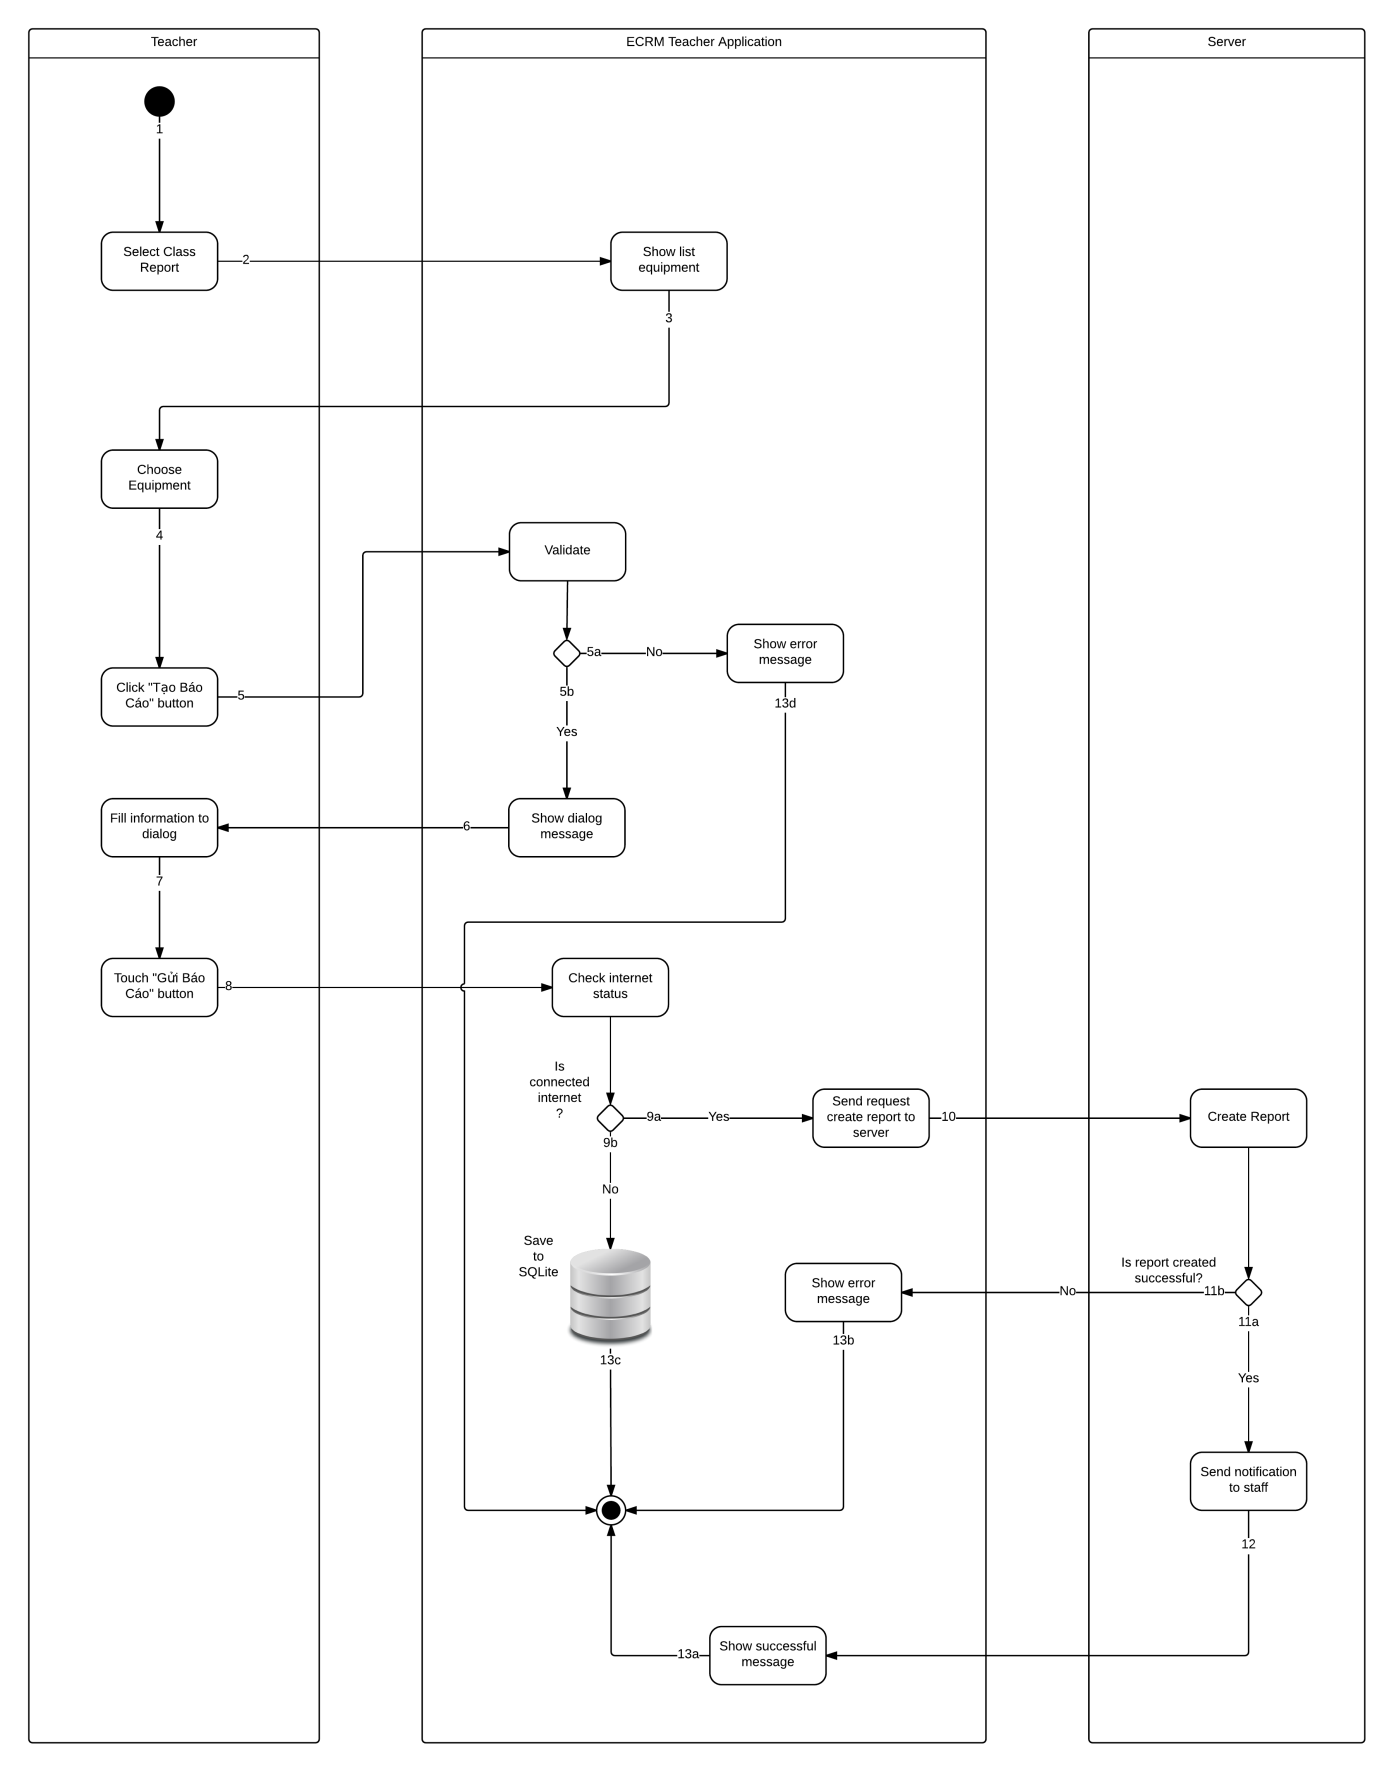 Teacher
ECRM Teacher Application
Server
1
Select Class
Report
2
Show list
equipment
3
Choose
Equipment
4
Validate
Show error
message
5a
No
5b
Yes
13d
Click "Tạo Báo
Cáo" button
5
Fill information to
dialog
6
Show dialog
message
7
Touch "Gửi Báo
Cáo" button
8
Check internet
status
Is
connected
internet
?
9a
Yes
Send request
create report to
server
10
Create Report
9b
No
Save
to
SQLite
Show error
message
Is report created
successful?
No
11b
11a
13b
13c
Yes
Send notification
to staff
12
13a
Show successful
message